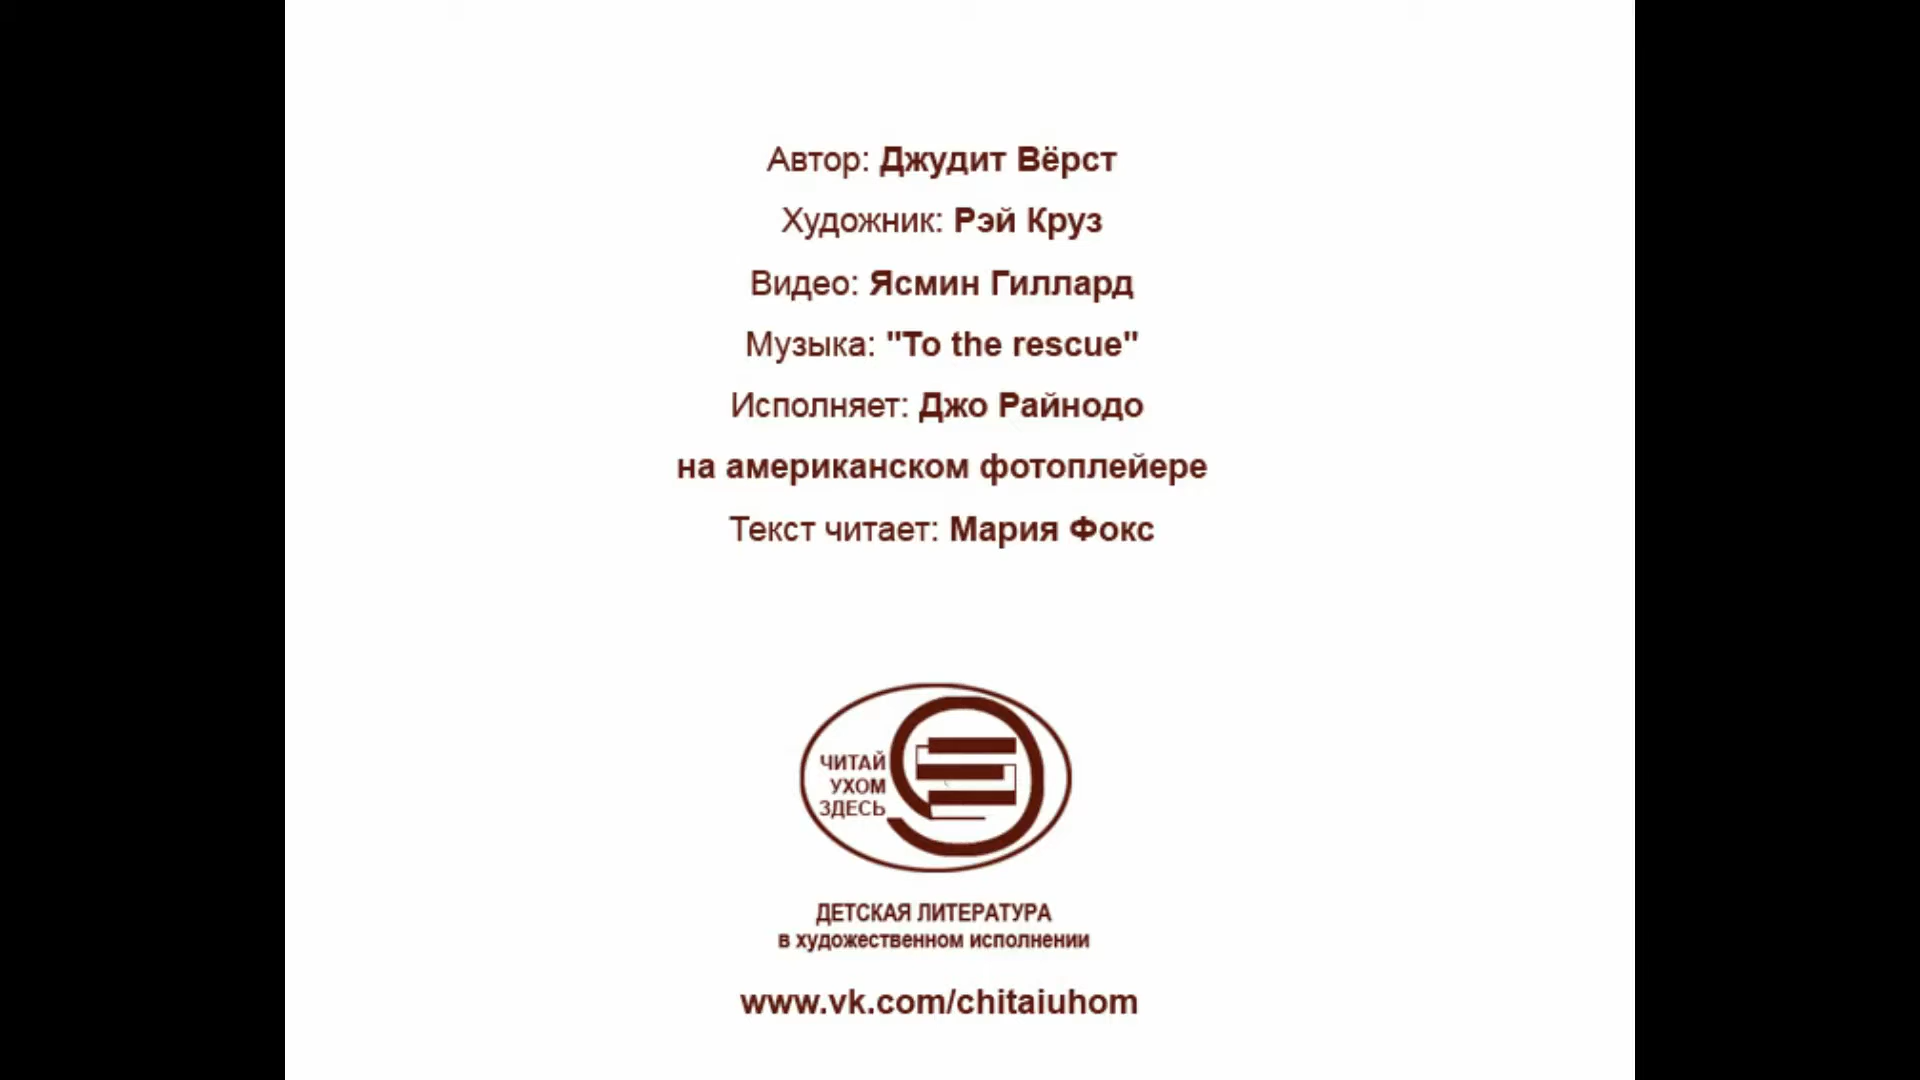 Автор: Джудит Вёрст
Художник: Рэй Круз
Видео: Ясмин Гиллард
Музыка: "To the rescue"
Исполняет: Джо Райнодо
на американском фотоплейере
Текст читает: Мария Фокс
ЧИТАЙ
УХОМ
ЗДЕСЬ
ДЕТСКАЯ ЛИТЕРАТУРА
в художественном исполнении
www.vk.com/chitaiuhom